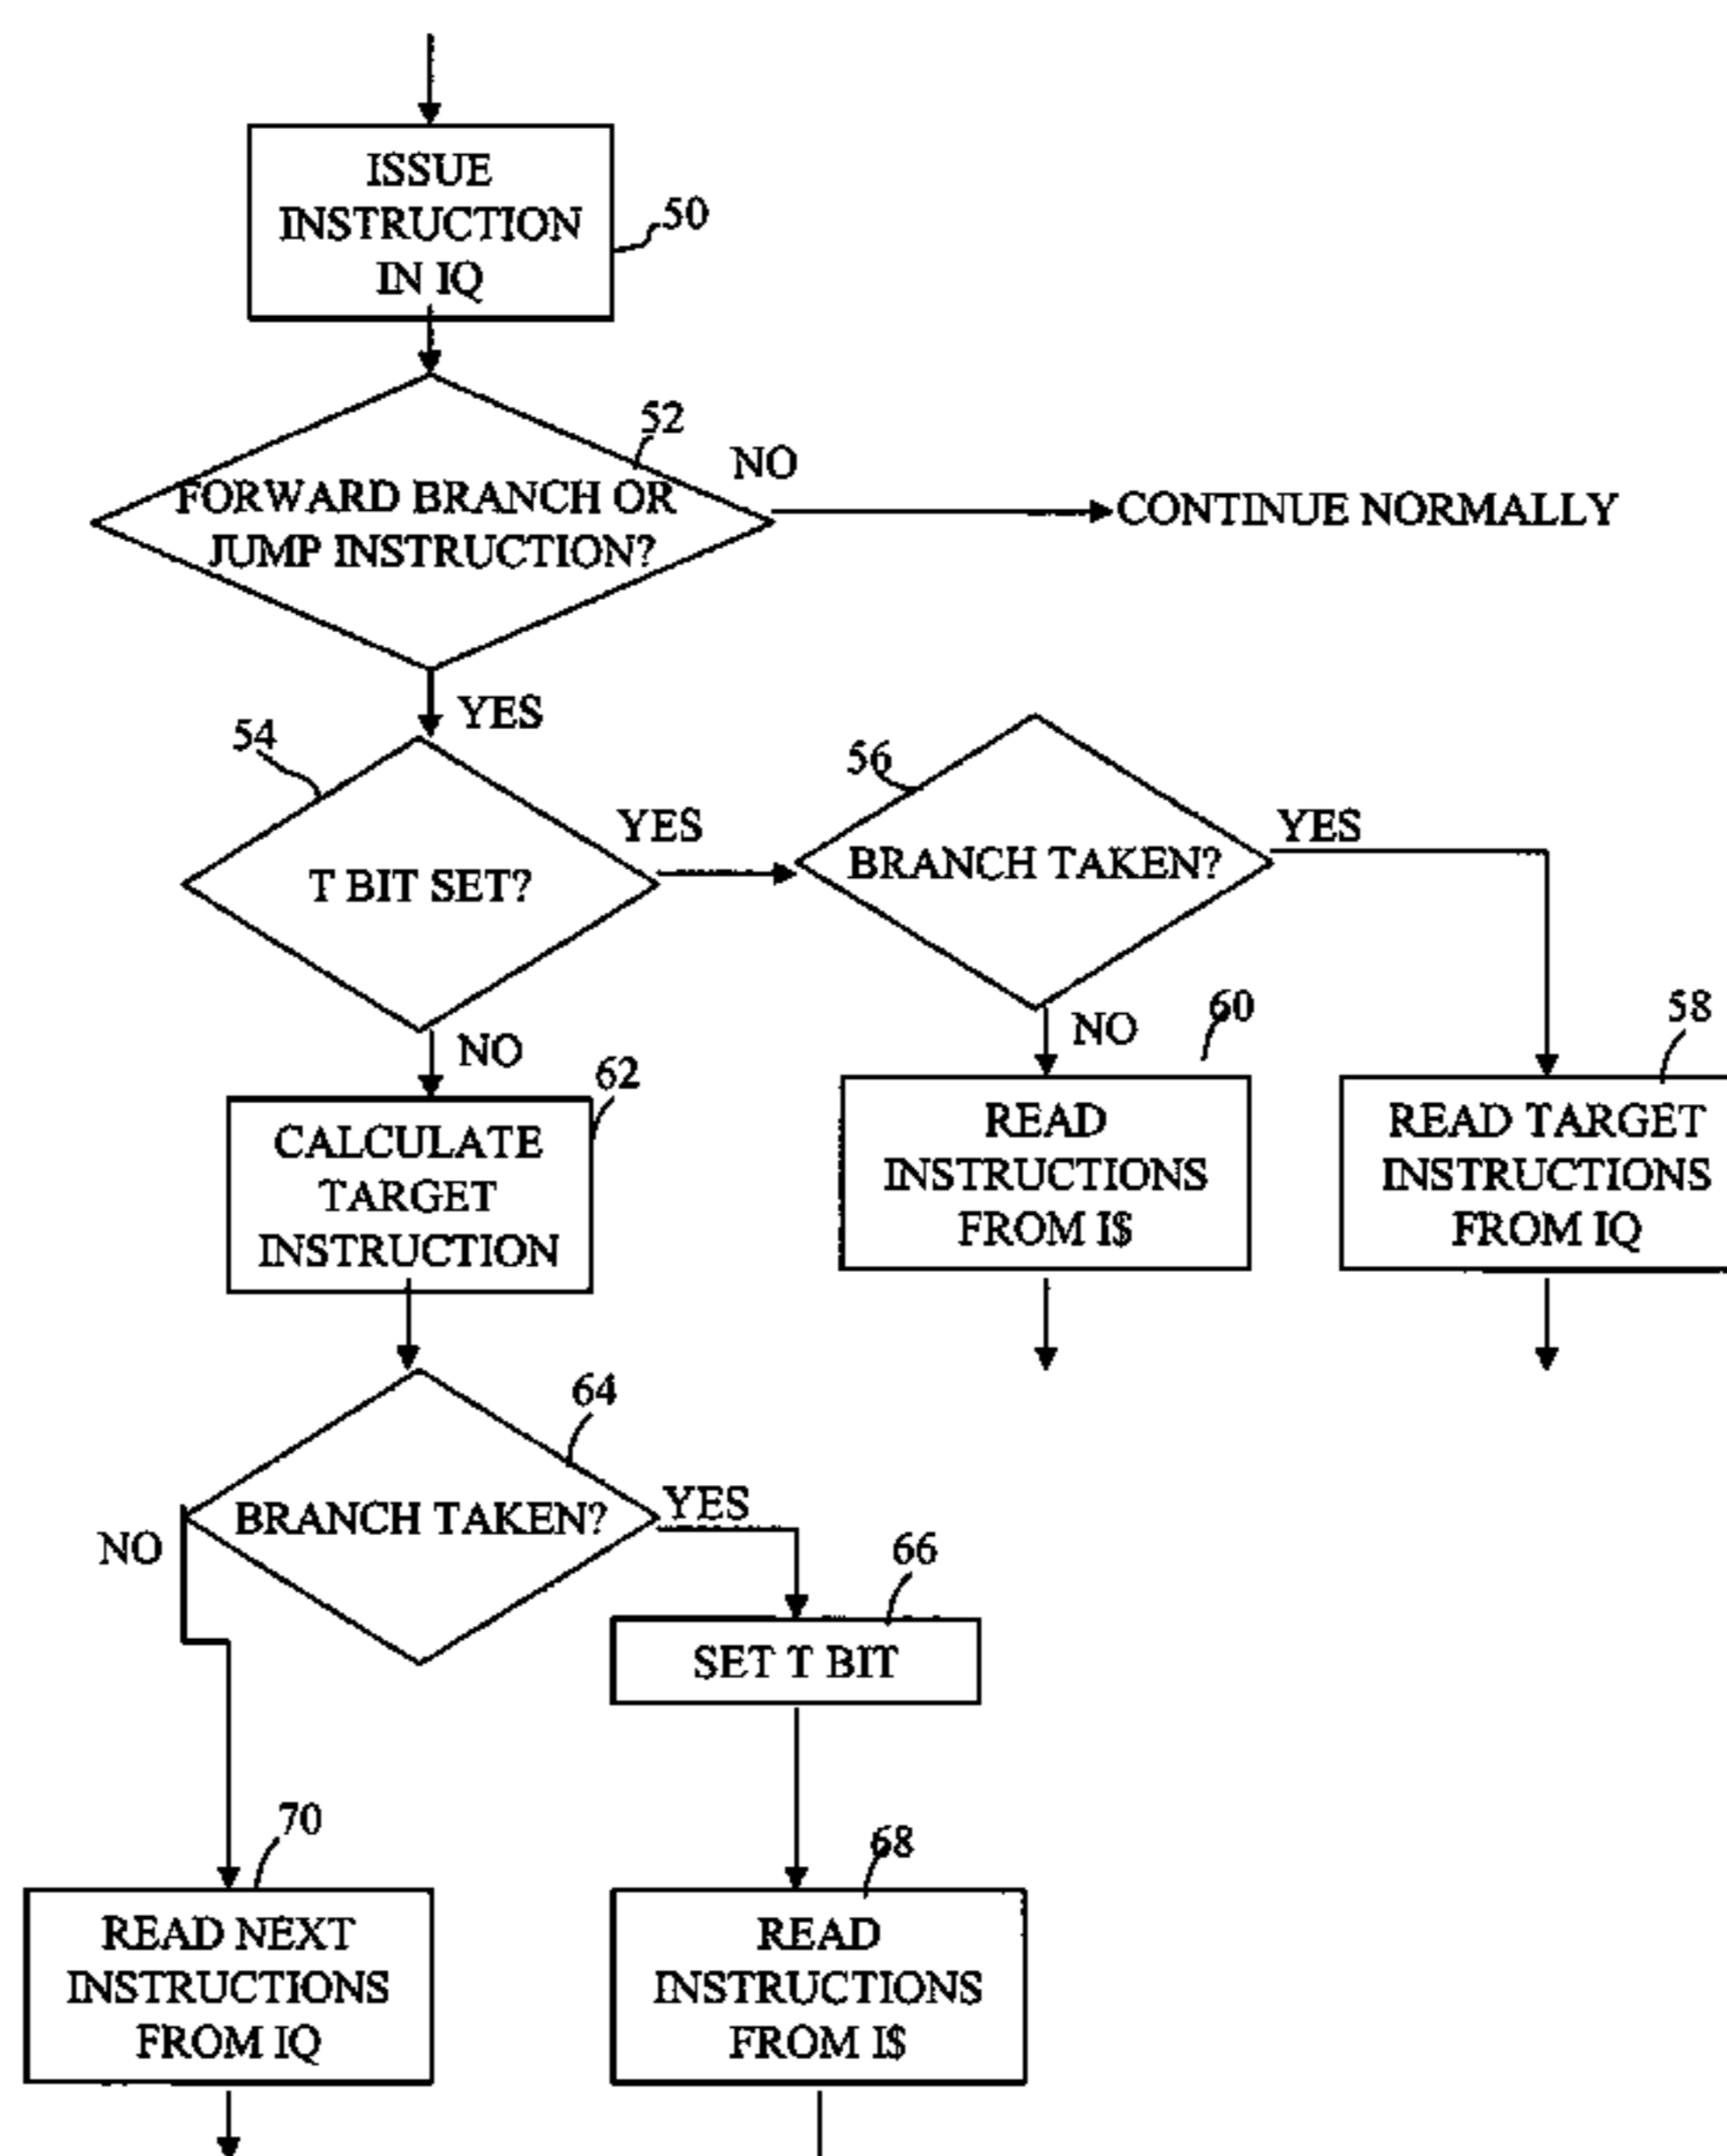 ISSUE
INSTRUCTION
IN IQ
50
52
FORWARD BRANCH OR
JUMP INSTRUCTION?
NO
CONTINUE NORMALLY
YES
54
T BIT SET?
YES
56
BRANCH TAKEN?
YES
NO
NO
60
READ
INSTRUCTIONS
FROM I$
58
READ TARGET
INSTRUCTIONS
FROM IQ
62
CALCULATE
TARGET
INSTRUCTION
64
BRANCH TAKEN?
YES
NO
66
SET T BIT
70
READ NEXT
INSTRUCTIONS
FROM IQ
68
READ
INSTRUCTIONS
FROM I$